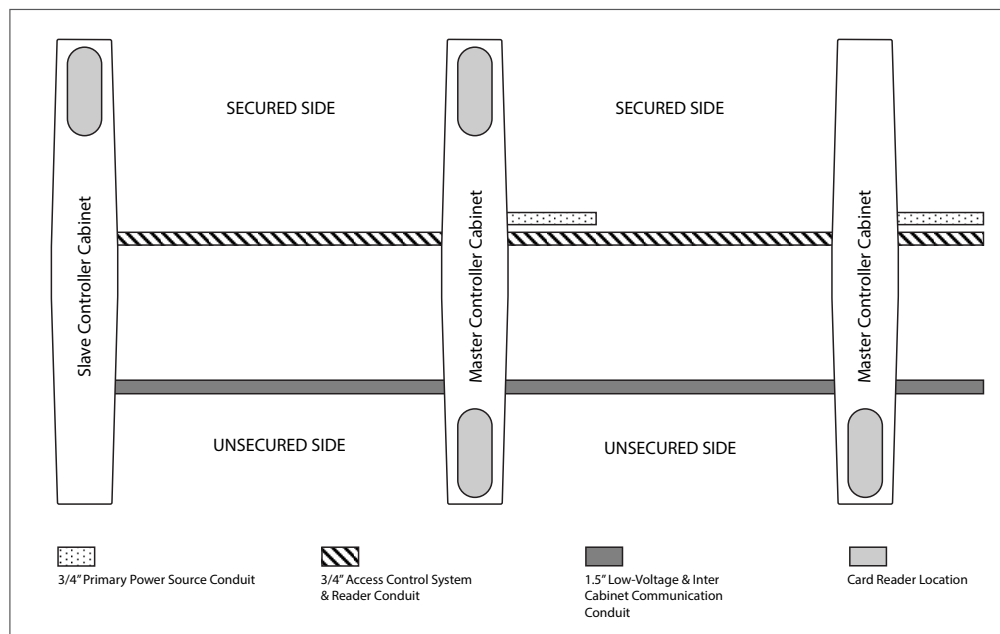 SECURED SIDE
SECURED SIDE
Slave Controller Cabinet
Master Controller Cabinet
Master Controller Cabinet
UNSECURED SIDE
UNSECURED SIDE
3/4” Primary Power Source Conduit
3/4” Access Control System
& Reader Conduit
1.5” Low-Voltage & Inter
Cabinet Communication
Conduit
Card Reader Location